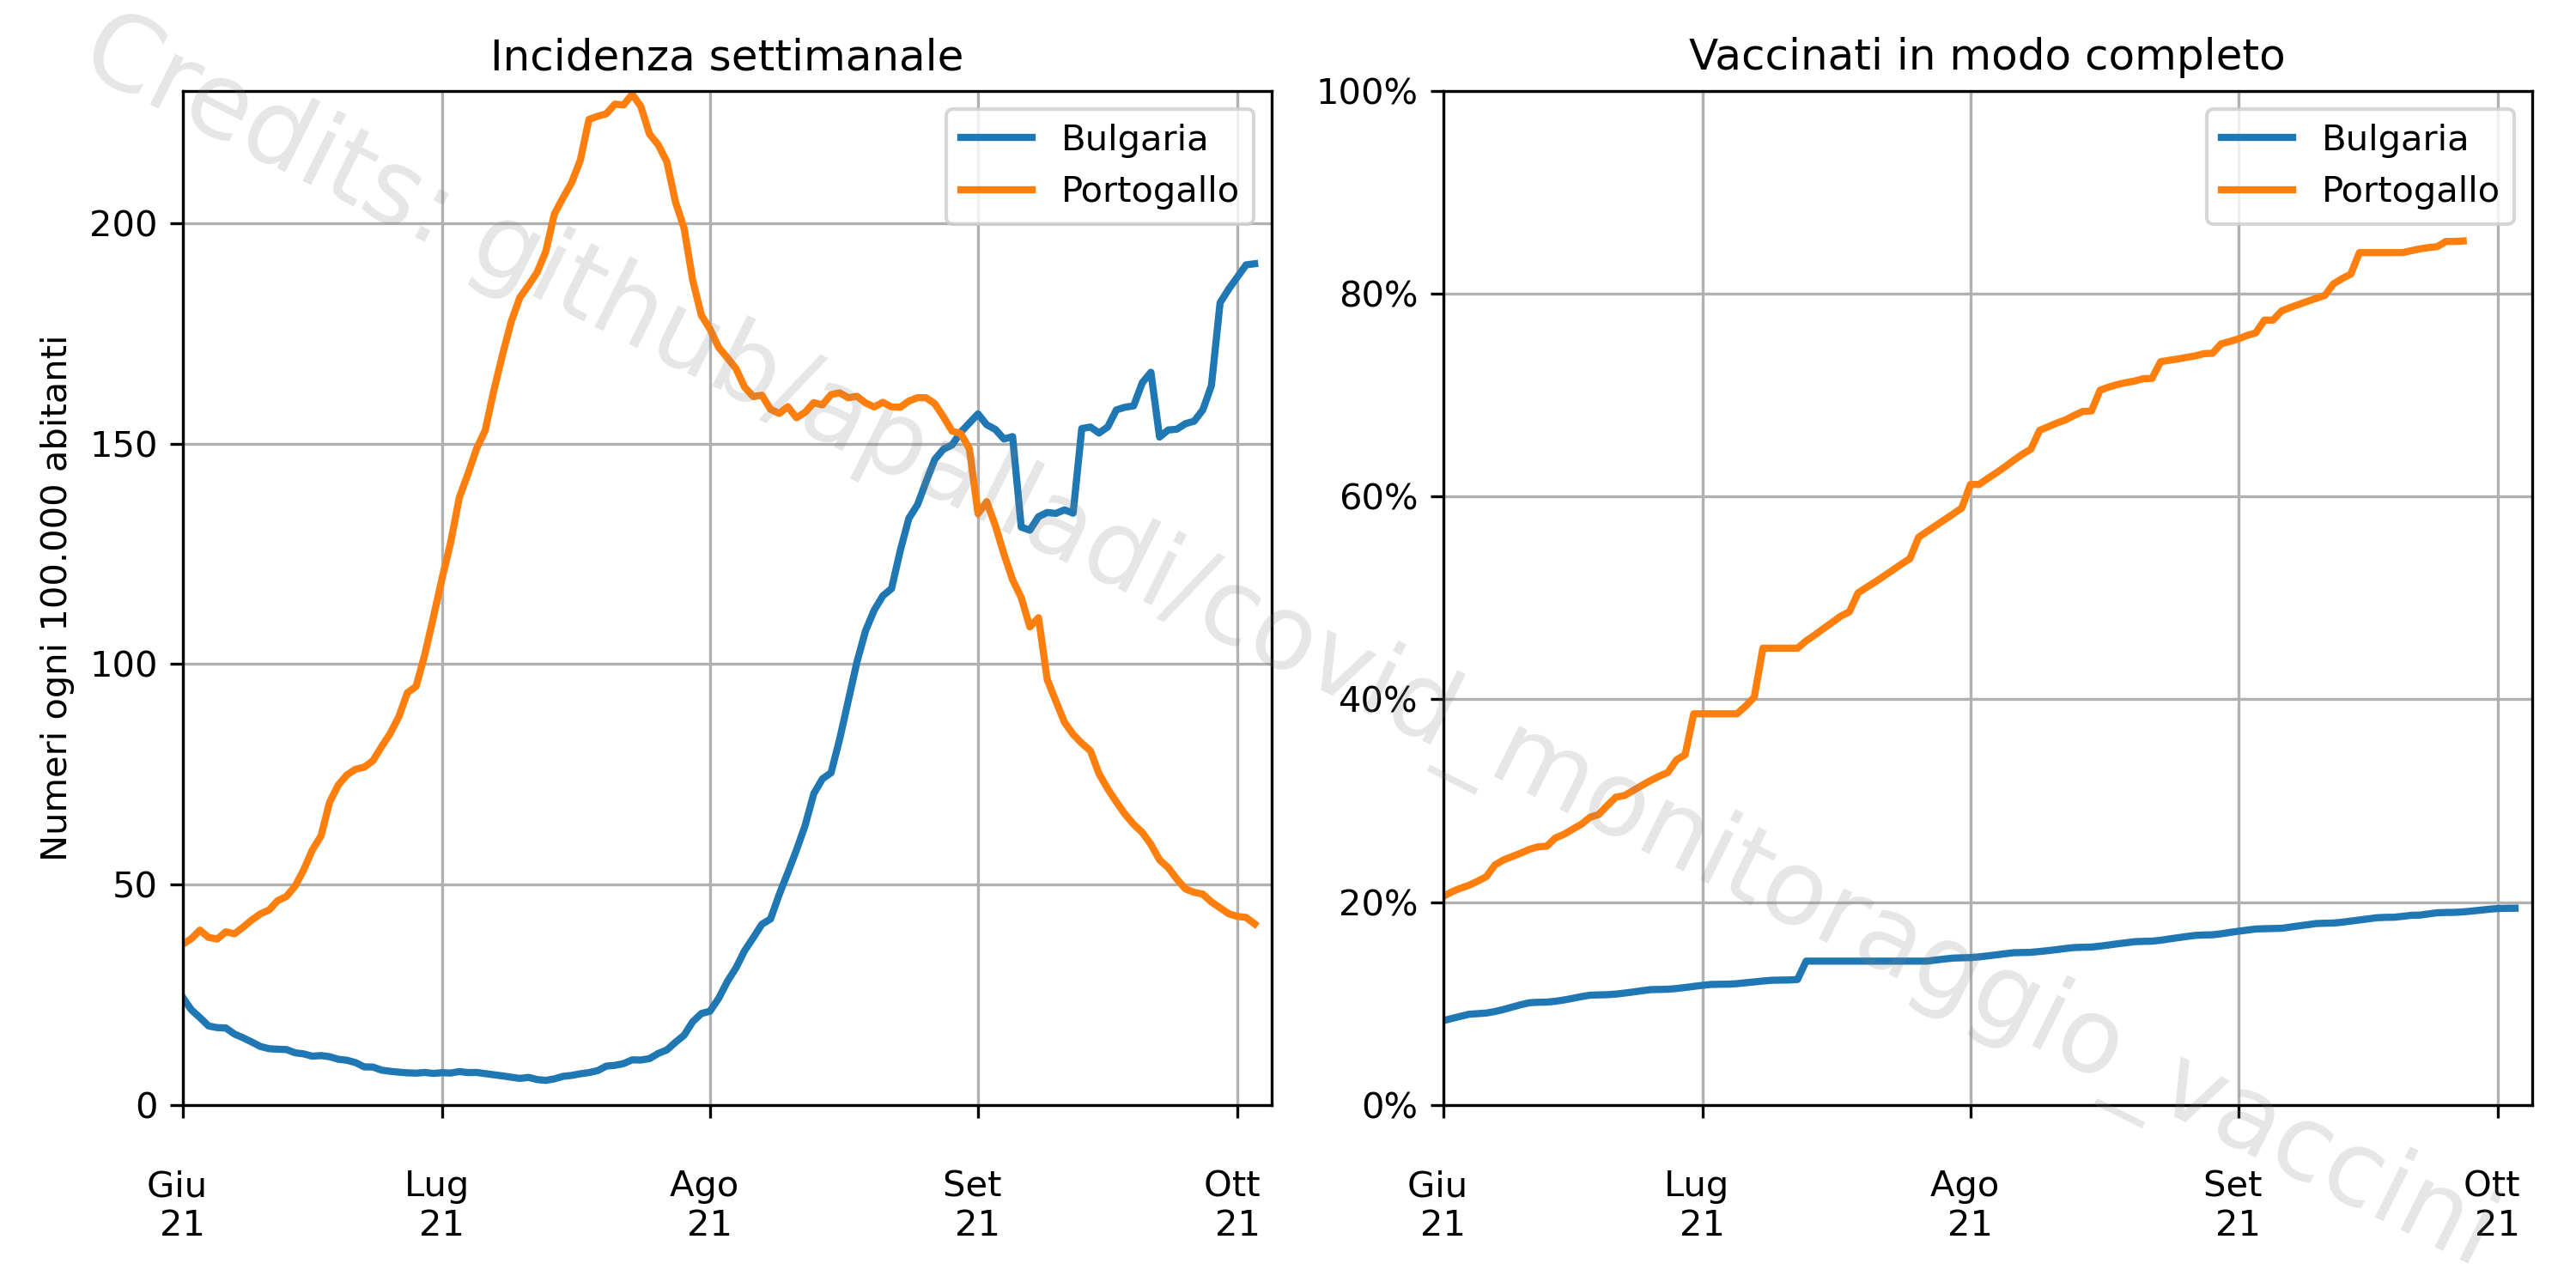 Incidenza settimanale
Numeri ogni 100.000 abitanti
200
150
100
50
0
Bulgaria
Portogallo
Giu
21
Lug
21
Ago
21
Set
21
Ott
21
Vaccinati in modo completo
100%
80%
60%
40%
20%
0%
Bulgaria
Portogallo
Giu
21
Lug
21
Ago
21
Set
21
Ott
21
Credits: github/apalladi/covid_monitoraggio_vaccini